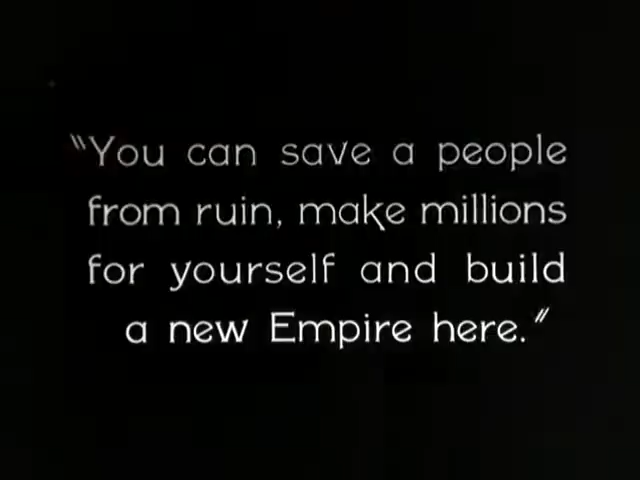 "You can save a people
from ruin, make millions
for yourself and build
a new Empire here."